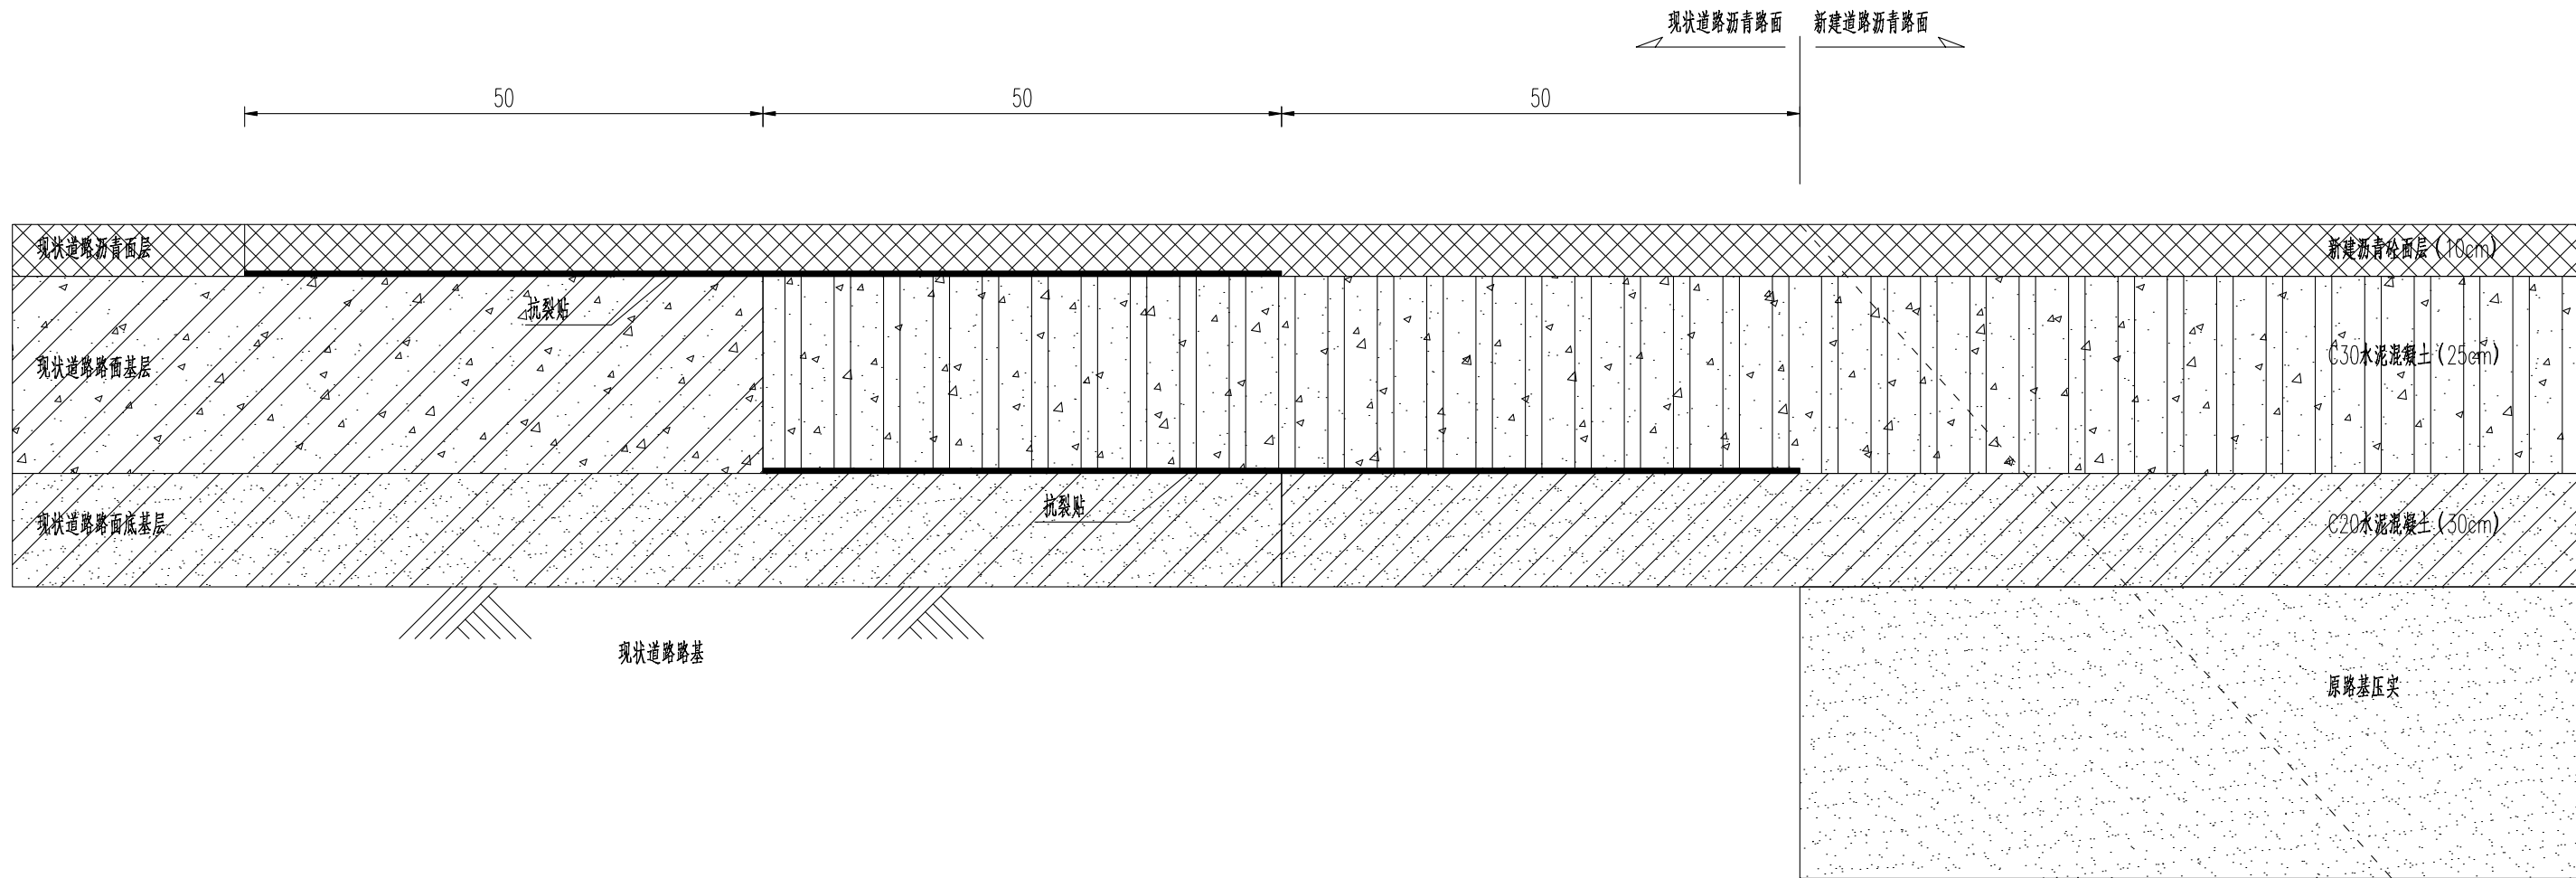 现状道路沥青路面
新建道路沥青路面
50
50
50
现状道路沥青面层
新建沥青砼面层（10cm）
抗裂贴
现状道路路面基层
C30水泥混凝土（25cm）
抗裂贴
现状道路路面底基层
C20水泥混凝土（30cm）
现状道路路基
原路基压实